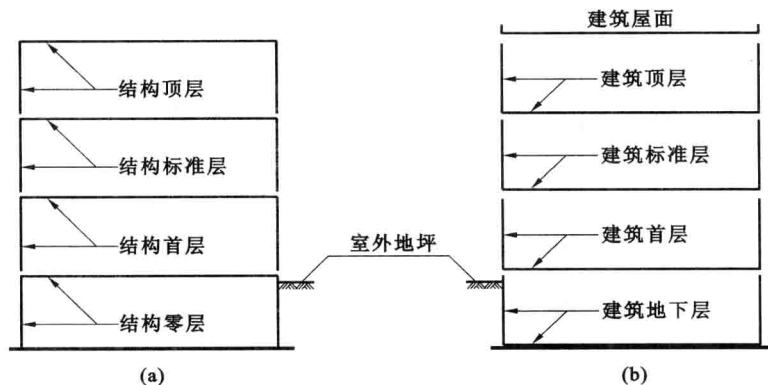 建筑屋面
结构顶层
建筑顶层
结构标准层
建筑标准层
结构首层
室外地坪
建筑首层
结构零层
建筑地下层
(a)
(b)